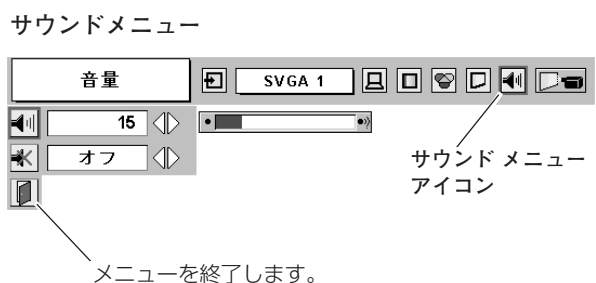 サウンドメニュー
音量
SVGA 1
15
オフ
サウンド メニュー
アイコン
メニューを終了します。